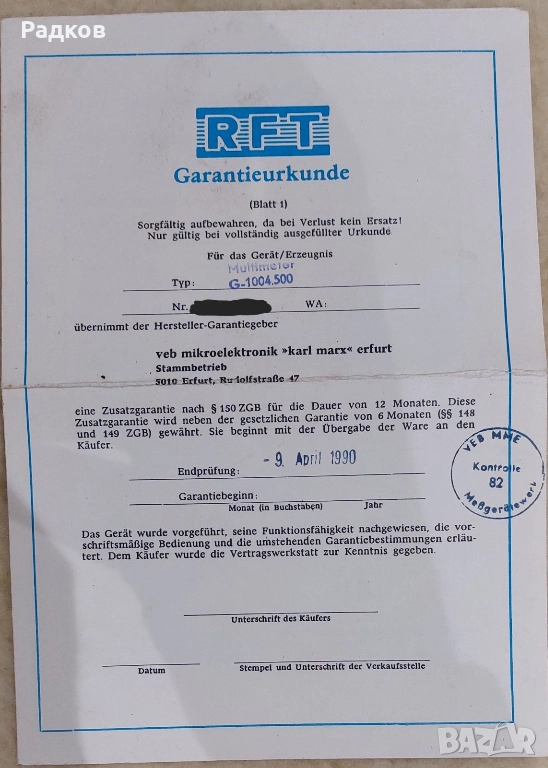 Радков
RFT
Garantieurkunde
(Blatt 1)
Sorgfältig aufbewahren, da bei Verlust kein Ersatz!
Nur gültig bei vollständig ausgefüllter Urkunde
Für das Gerät/Erzeugnis
Multimeter
Typ: G-1004.500
Nr. WA:
übernimmt der Hersteller-Garantiegeber
veb mikroelektronik »karl marx« erfurt
Stammbetrieb
5010 Erfurt, Rudolfstraße 47
eine Zusatzgarantie nach § 150 ZGB für die Dauer von 12 Monaten. Diese
Zusatzgarantie wird neben der gesetzlichen Garantie von 6 Monaten (§§ 148
und 149 ZGB) gewährt. Sie beginnt mit der Übergabe der Ware an den
Käufer.
Endprüfung: - 9. April 1990
VEB MME
Kontrolle
82
Meßgerätewerk
Garantiebeginn:
Monat (in Buchstaben) Jahr
Das Gerät wurde vorgeführt, seine Funktionsfähigkeit nachgewiesen, die vor-
schriftsmäßige Bedienung und die umstehenden Garantiebestimmungen erläu-
tert. Dem Käufer wurde die Vertragswerkstatt zur Kenntnis gegeben.
Unterschrift des Käufers
Datum Stempel und Unterschrift der Verkaufsstelle
BAZAR